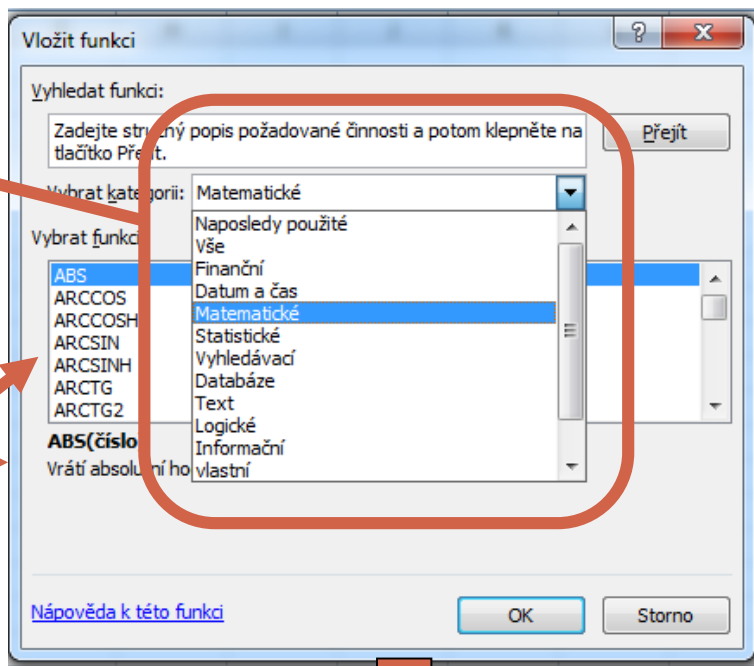 Vložit funkci
Vyhledat funkci:
Zadejte stručný popis požadované činnosti a potom klepněte na
tlačítko Přejít.
Přejít
Vybrat kategorii: Matematické
Naposledy použité
Vše
Finanční
Datum a čas
Matematické
Statistické
Vyhledávací
Databáze
Text
Logické
Informační
vlastní
Vybrat funkci
ABS
ARCCOS
ARCCOSH
ARCSIN
ARCSINH
ARCTG
ARCTG2
ABS(číslo
Vrátí absolutní ho
Nápověda k této funkci
OK
Storno